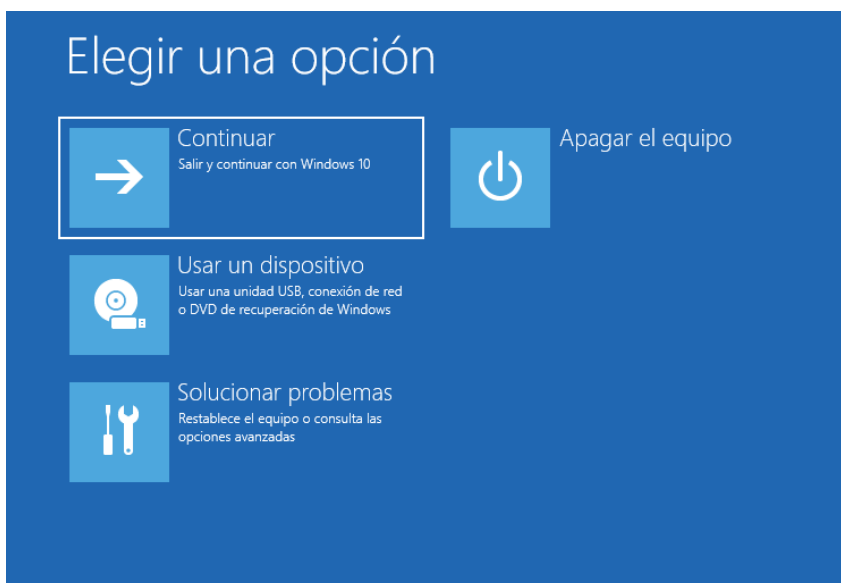 Elegir una opción
Continuar
Salir y continuar con Windows 10
Apagar el equipo
Usar un dispositivo
Usar una unidad USB, conexión de red
o DVD de recuperación de Windows
Solucionar problemas
Restablece el equipo o consulta las
opciones avanzadas